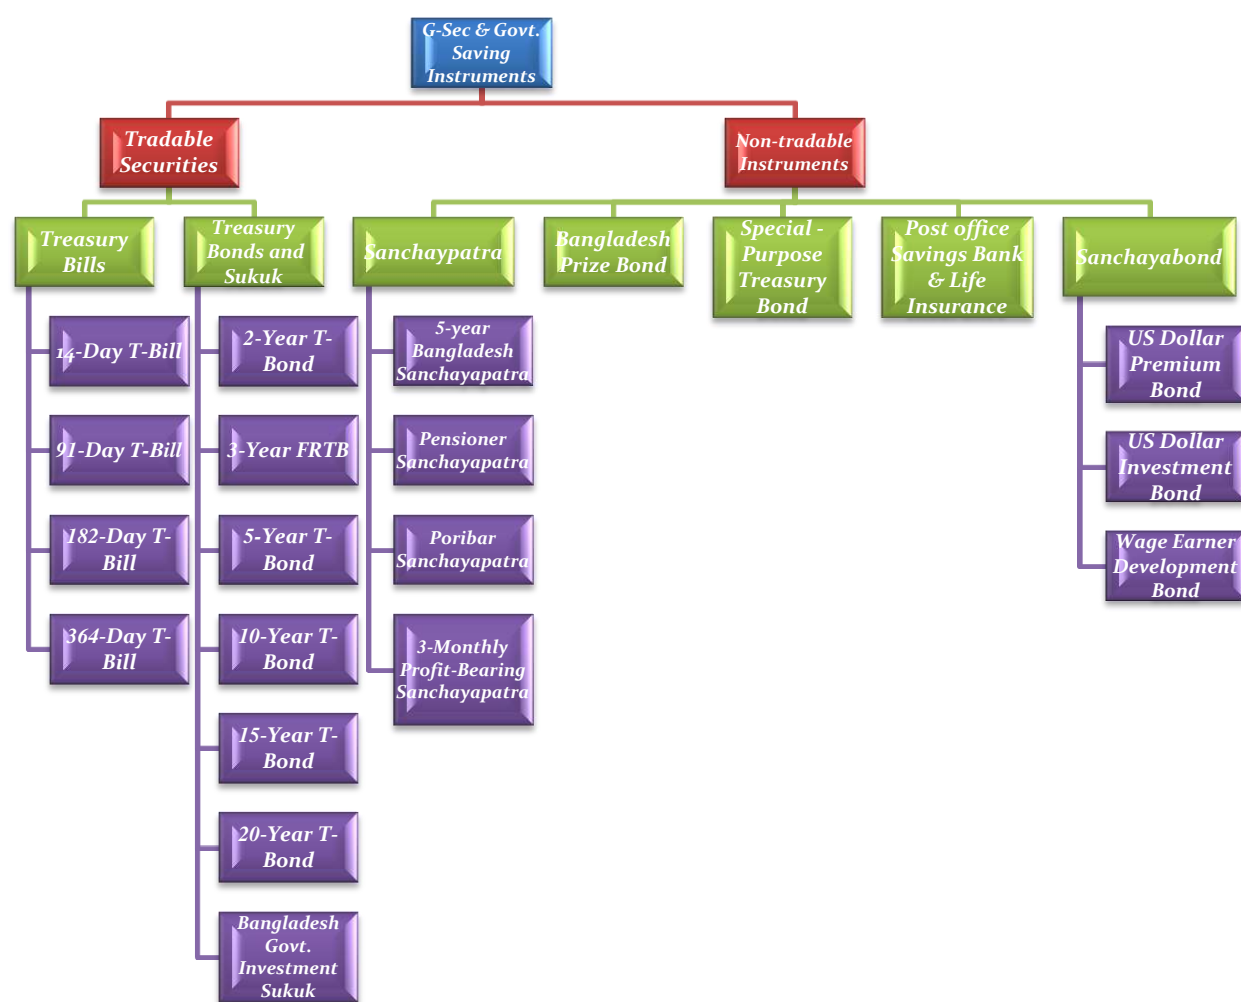 G-Sec & Govt.
Saving
Instruments
Tradable
Securities
Non-tradable
Instruments
Treasury
Bills
Treasury
Bonds and
Sukuk
Sanchaypatra
Bangladesh
Prize Bond
Special -
Purpose
Treasury
Bond
Post office
Savings Bank
& Life
Insurance
Sanchayabond
14-Day T-Bill
91-Day T-Bill
182-Day T-
Bill
364-Day T-
Bill
2-Year T-
Bond
3-Year FRTB
5-Year T-
Bond
10-Year T-
Bond
15-Year T-
Bond
20-Year T-
Bond
Bangladesh
Govt.
Investment
Sukuk
5-year
Bangladesh
Sanchayapatra
Pensioner
Sanchayapatra
Poribar
Sanchayapatra
3-Monthly
Profit-Bearing
Sanchayapatra
US Dollar
Premium
Bond
US Dollar
Investment
Bond
Wage Earner
Development
Bond